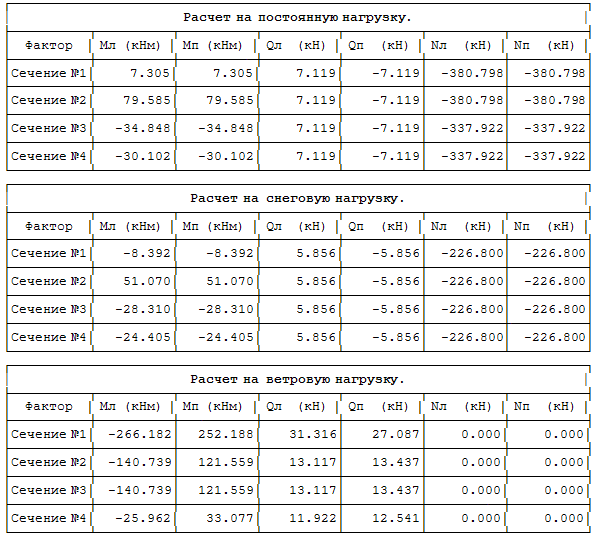 Расчет на постоянную нагрузку.
Фактор Мл (кНм) Мп (кНм) Qл (кН) Qп (кН) Nл (кН) Nп (кН)
Сечение №1 7.305 7.305 7.119 -7.119 -380.798 -380.798
Сечение №2 79.585 79.585 7.119 -7.119 -380.798 -380.798
Сечение №3 -34.848 -34.848 7.119 -7.119 -337.922 -337.922
Сечение №4 -30.102 -30.102 7.119 -7.119 -337.922 -337.922
Расчет на снеговую нагрузку.
Фактор Мл (кНм) Мп (кНм) Qл (кН) Qп (кН) Nл (кН) Nп (кН)
Сечение №1 -8.392 -8.392 5.856 -5.856 -226.800 -226.800
Сечение №2 51.070 51.070 5.856 -5.856 -226.800 -226.800
Сечение №3 -28.310 -28.310 5.856 -5.856 -226.800 -226.800
Сечение №4 -24.405 -24.405 5.856 -5.856 -226.800 -226.800
Расчет на ветровую нагрузку.
Фактор Мл (кНм) Мп (кНм) Qл (кН) Qп (кН) Nл (кН) Nп (кН)
Сечение №1 -266.182 252.188 31.316 27.087 0.000 0.000
Сечение №2 -140.739 121.559 13.117 13.437 0.000 0.000
Сечение №3 -140.739 121.559 13.117 13.437 0.000 0.000
Сечение №4 -25.962 33.077 11.922 12.541 0.000 0.000